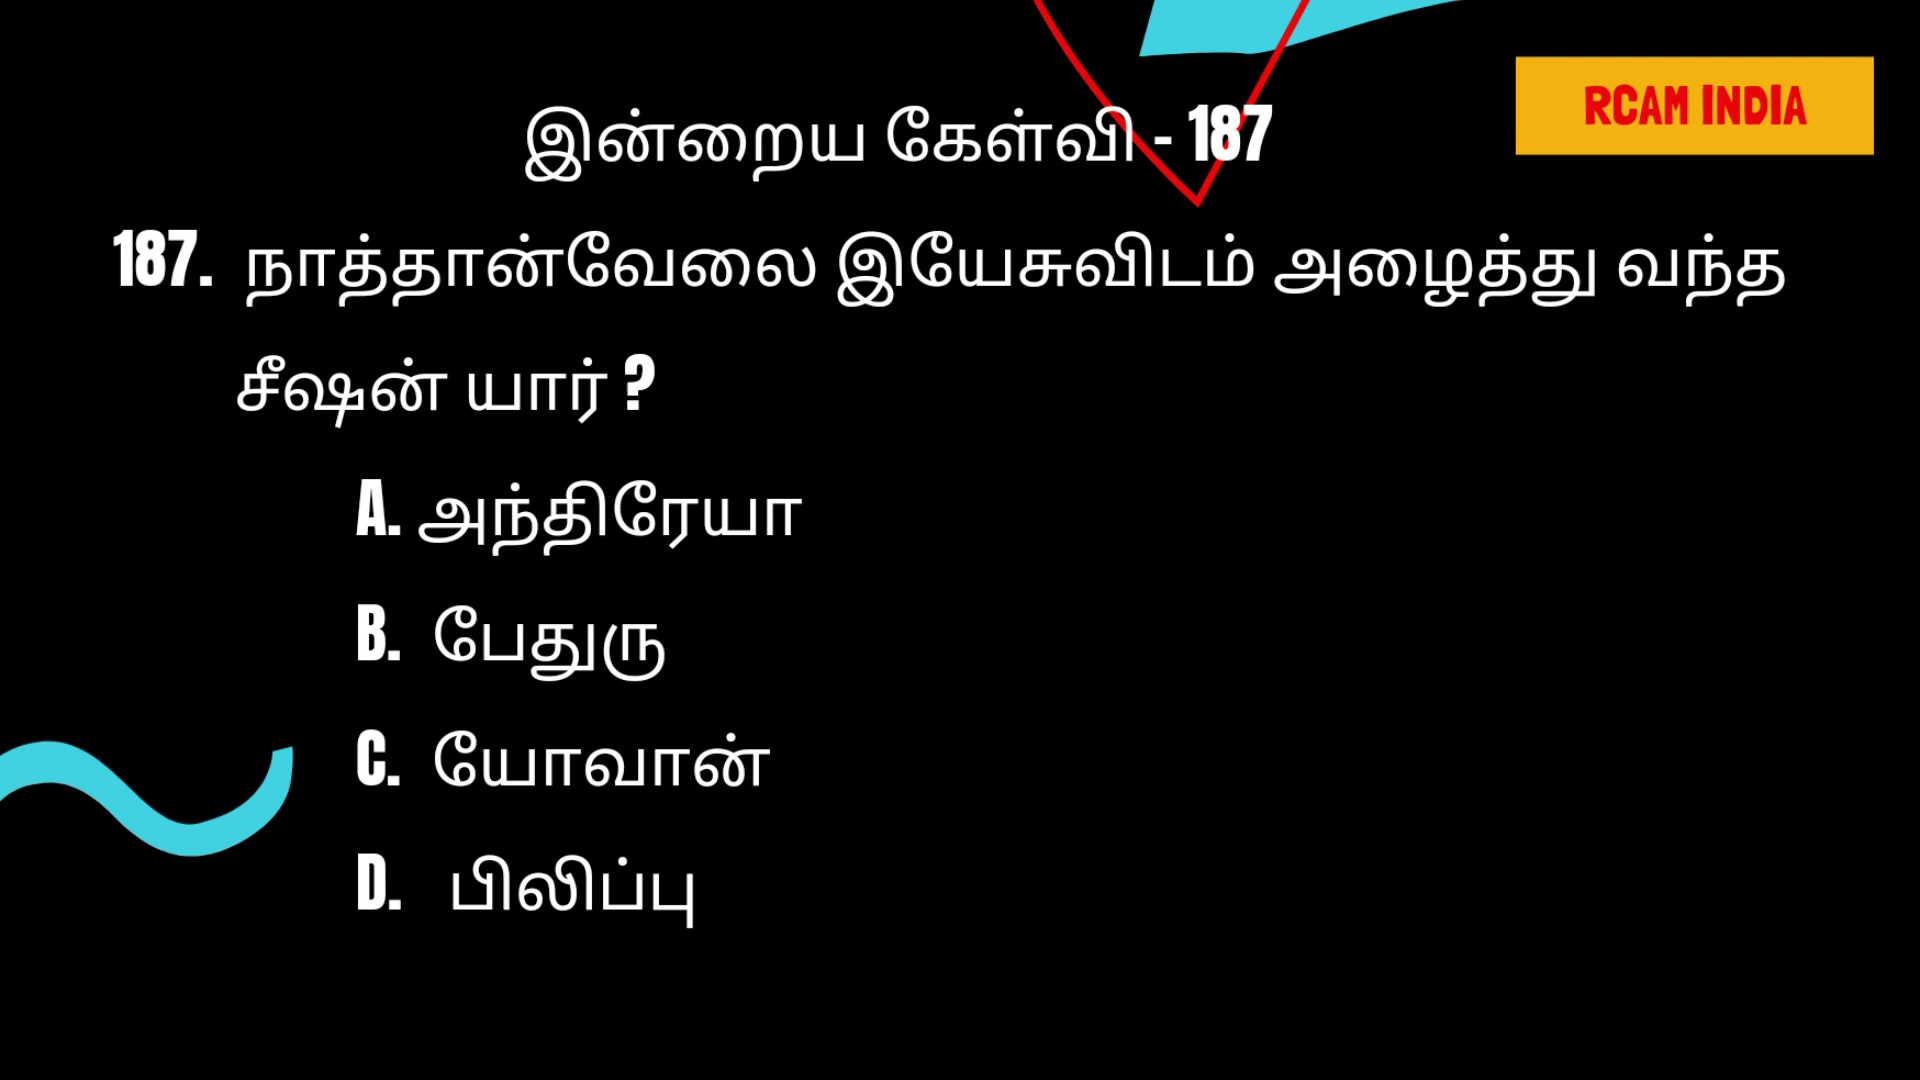 RCAM INDIA
இன்றைய கேள்வி - 187
187. நாத்தான்வேலை இயேசுவிடம் அழைத்து வந்த
சீஷன் யார் ?
A. அந்திரேயா
B. பேதுரு
C. யோவான்
D. பிலிப்பு